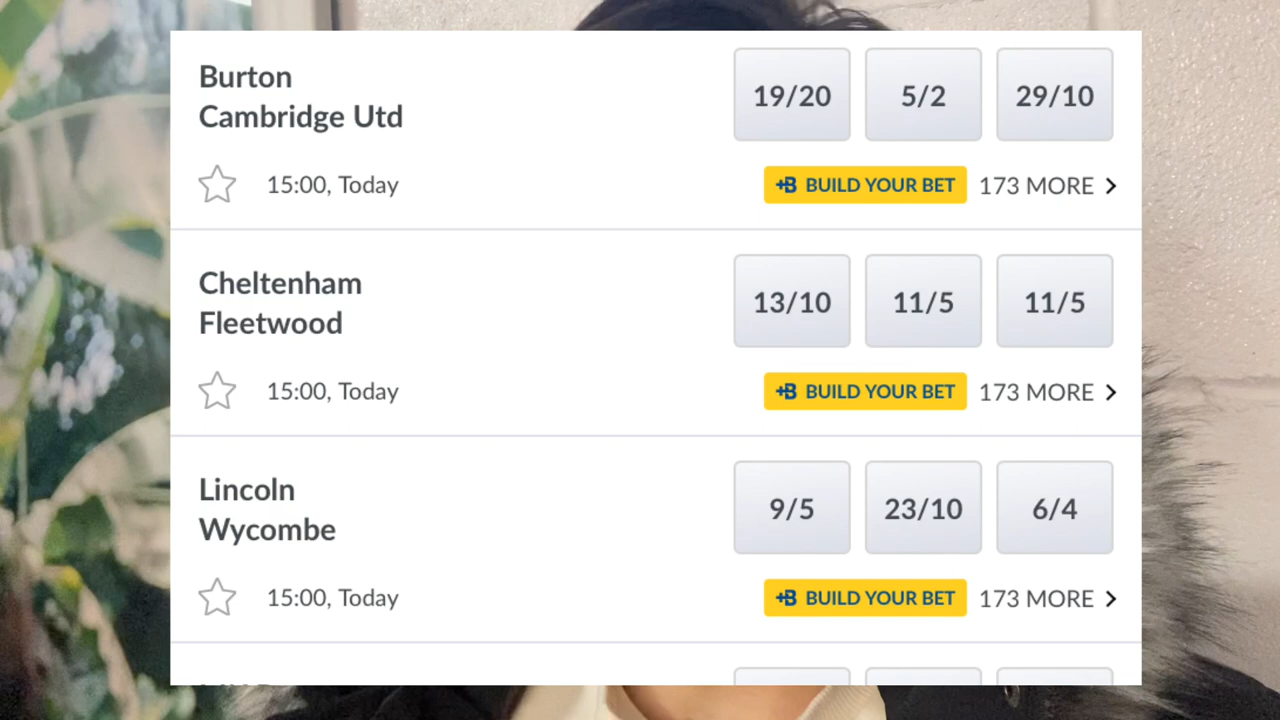 Burton
Cambridge Utd
19/20 5/2 29/10
15:00, Today
+B BUILD YOUR BET 173 MORE
Cheltenham
Fleetwood
13/10 11/5 11/5
15:00, Today
+B BUILD YOUR BET 173 MORE
Lincoln
Wycombe
9/5 23/10 6/4
15:00, Today
+B BUILD YOUR BET 173 MORE